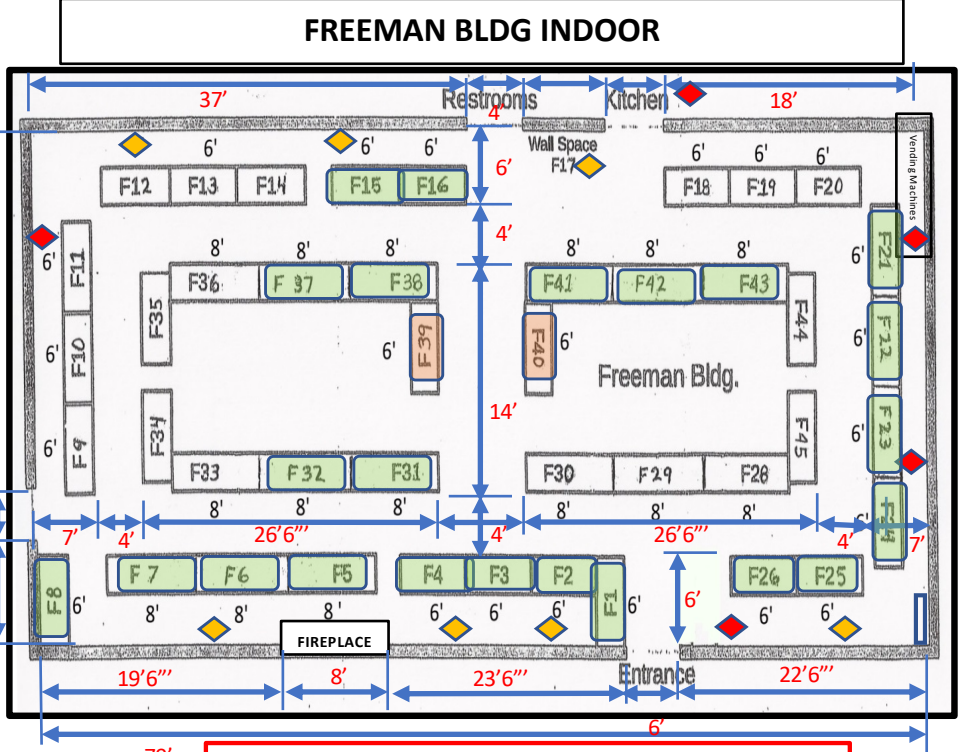 FREEMAN BLDG INDOOR
37'
Restrooms
4'
Kitchen
18'
6'
6'
6'
6'
Wall Space
F17
6'
6'
6'
Vending Machines
F12
F13
F14
F15
F16
F18
F19
F20
6'
F11
4'
6'
F21
8'
8'
8'
8'
8'
8'
F36
F 37
F38
F41
F42
F43
F35
F44
6'
F10
6'
F39
F40
6'
6'
F22
Freeman Bldg.
14'
6'
F9
F34
F45
6'
F23
F33
F32
F31
F30
F29
F28
8'
8'
8'
8'
8'
8'
6'
F24
7'
4'
26'6"'
4'
26'6"'
4'
7'
F8
6'
F 7
F6
F5
F4
F3
F2
F1
6'
6'
F26
F25
8'
8'
8'
6'
6'
6'
6'
6'
FIREPLACE
19'6"'
8'
23'6"'
Entrance
22'6"'
6'